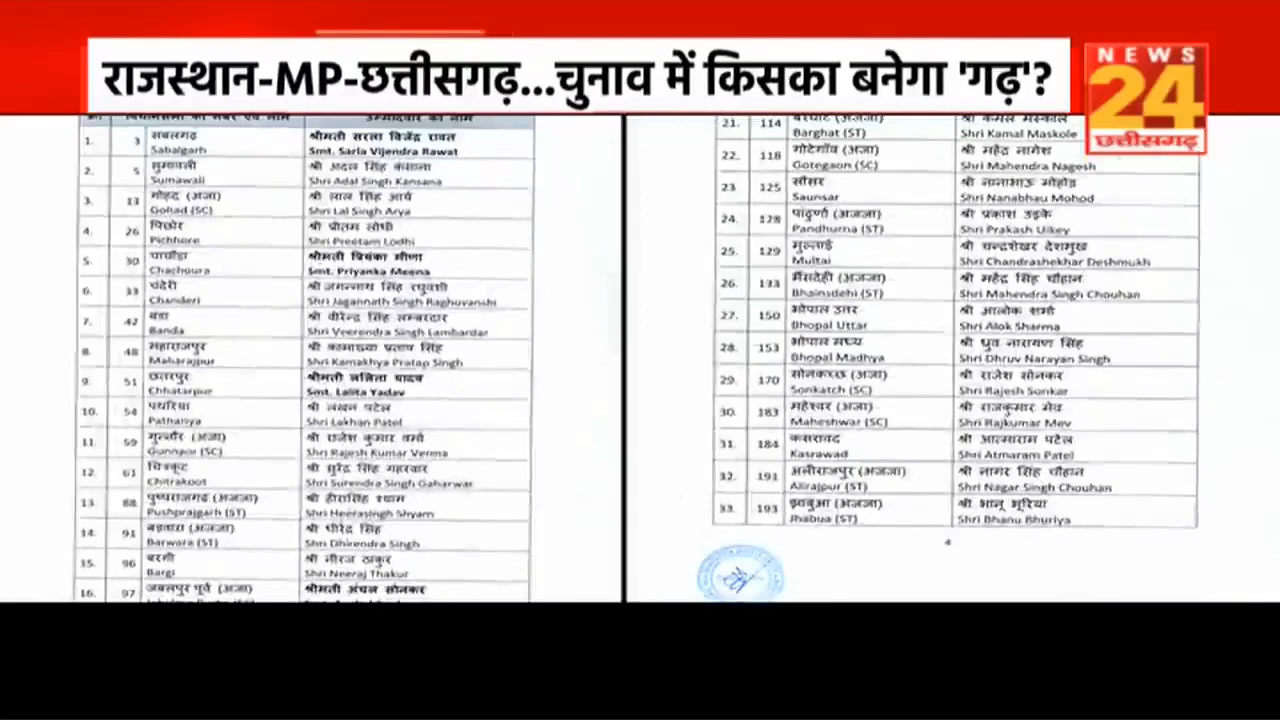 राजस्थान-MP-छत्तीसगढ़...चुनाव में किसका बनेगा 'गढ़'?
NEWS
24
छत्तीसगढ़
1. 3 सबलगढ़ श्रीमती सरला विजेंद्र रावत
Sabalgarh Smt. Sarla Vijendra Rawat
2. 5 सुमावली श्री अदल सिंह कंसाना
Sumawali Shri Adal Singh Kansana
3. 13 गोहद (अजा) श्री लाल सिंह आर्य
Gohad (SC) Shri Lal Singh Arya
4. 26 पिछोर श्री प्रीतम लोधी
Pichhore Shri Preetam Lodhi
5. 30 चाचौड़ा श्रीमती प्रियंका मीणा
Chachoura Smt. Priyanka Meena
6. 33 चंदेरी श्री जगन्नाथ सिंह रघुवंशी
Chanderi Shri Jagannath Singh Raghuvanshi
7. 42 बंडा श्री वीरेन्द्र सिंह लम्बरदार
Banda Shri Veerendra Singh Lambardar
8. 48 महाराजपुर श्री कामाख्या प्रताप सिंह
Maharajpur Shri Kamakhya Pratap Singh
9. 51 छतरपुर श्रीमती ललिता यादव
Chhatarpur Smt. Lalita Yadav
10. 54 पथरिया श्री लखन पटेल
Pathariya Shri Lakhan Patel
11. 59 गुन्नौर (अजा) श्री राजेश कुमार वर्मा
Gunnaor (SC) Shri Rajesh Kumar Verma
12. 61 चित्रकूट श्री सुरेंद्र सिंह गहरवार
Chitrakoot Shri Surendra Singh Gaharwar
13. 88 पुष्पराजगढ़ (अजजा) श्री हीरासिंह श्याम
Pushprajgarh (ST) Shri Heerasingh Shyam
14. 91 बड़वारा (अजजा) श्री धीरेंद्र सिंह
Barwara (ST) Shri Dhirendra Singh
15. 96 बरगी श्री नीरज ठाकुर
Bargi Shri Neeraj Thakur
16. 97 जबलपुर पूर्व (अजा) श्रीमती अंचल सोनकर
21. 114 बरघाट (अजजा) श्री कमल मस्कोले
Barghat (ST) Shri Kamal Maskole
22. 118 गोटेगाँव (अजा) श्री महेंद्र नागेश
Gotegaon (SC) Shri Mahendra Nagesh
23 125 सौंसर श्री नानाभाऊ मोहोड़
Saunsar Shri Nanabhau Mohod
24. 128 पांढुर्णा (अजजा) श्री प्रकाश उइके
Pandhurna (ST) Shri Prakash Uikey
25. 129 मुल्ताई श्री चन्द्रशेखर देशमुख
Multai Shri Chandrashekhar Deshmukh
26. 133 भैंसदेही (अजजा) श्री महेंद्र सिंह चौहान
Bhainsdehi (ST) Shri Mahendra Singh Chouhan
27. 150 भोपाल उत्तर श्री आलोक शर्मा
Bhopal Uttar Shri Alok Sharma
28. 153 भोपाल मध्य श्री ध्रुव नारायण सिंह
Bhopal Madhya Shri Dhruv Narayan Singh
29. 170 सोनकच्छ (अजा) श्री राजेश सोनकर
Sonkatch (SC) Shri Rajesh Sonkar
30. 183 महेश्वर (अजा) श्री राजकुमार मेव
Maheshwar (SC) Shri Rajkumar Mev
31. 184 कसरावद श्री आत्माराम पटेल
Kasrawad Shri Atmaram Patel
32. 191 अलीराजपुर (अजजा) श्री नागर सिंह चौहान
Alirajpur (ST) Shri Nagar Singh Chouhan
33. 193 झाबुआ (अजजा) श्री भानू भूरिया
Jhabua (ST) Shri Bhanu Bhuriya
4